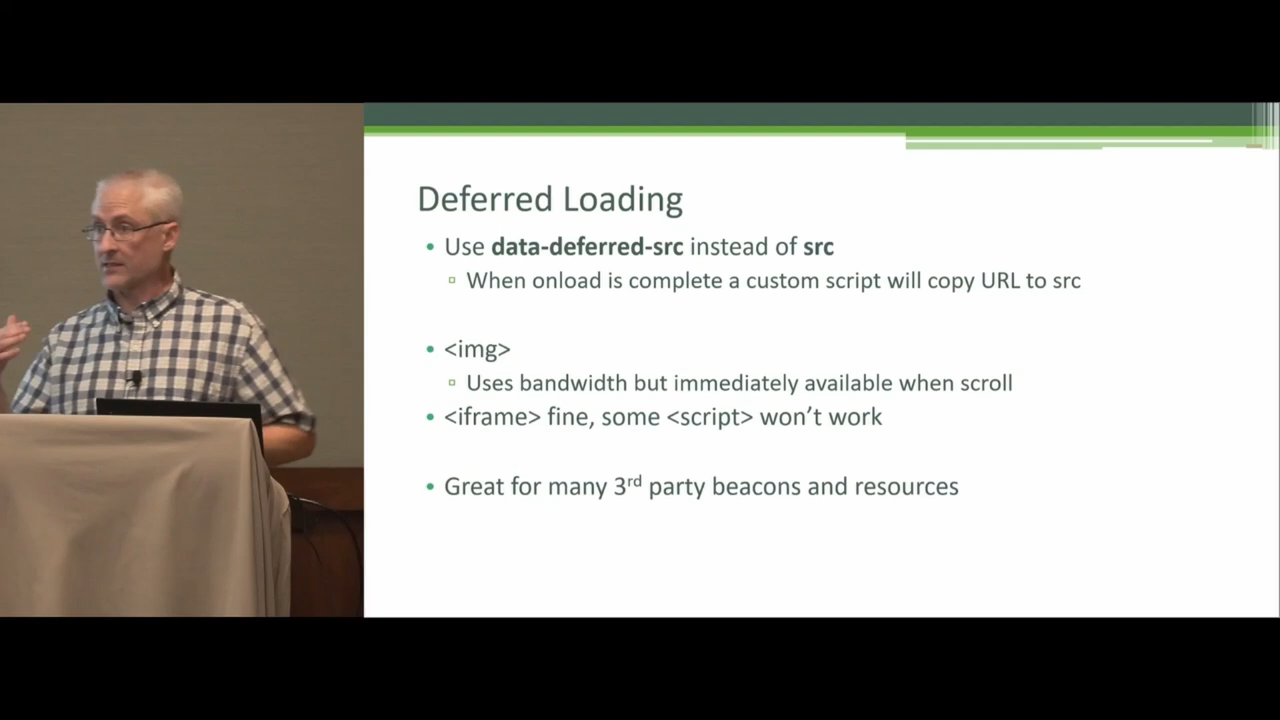 Deferred Loading
• Use data-deferred-src instead of src
▫ When onload is complete a custom script will copy URL to src
• <img>
▫ Uses bandwidth but immediately available when scroll
• <iframe> fine, some <script> won’t work
• Great for many 3rd party beacons and resources